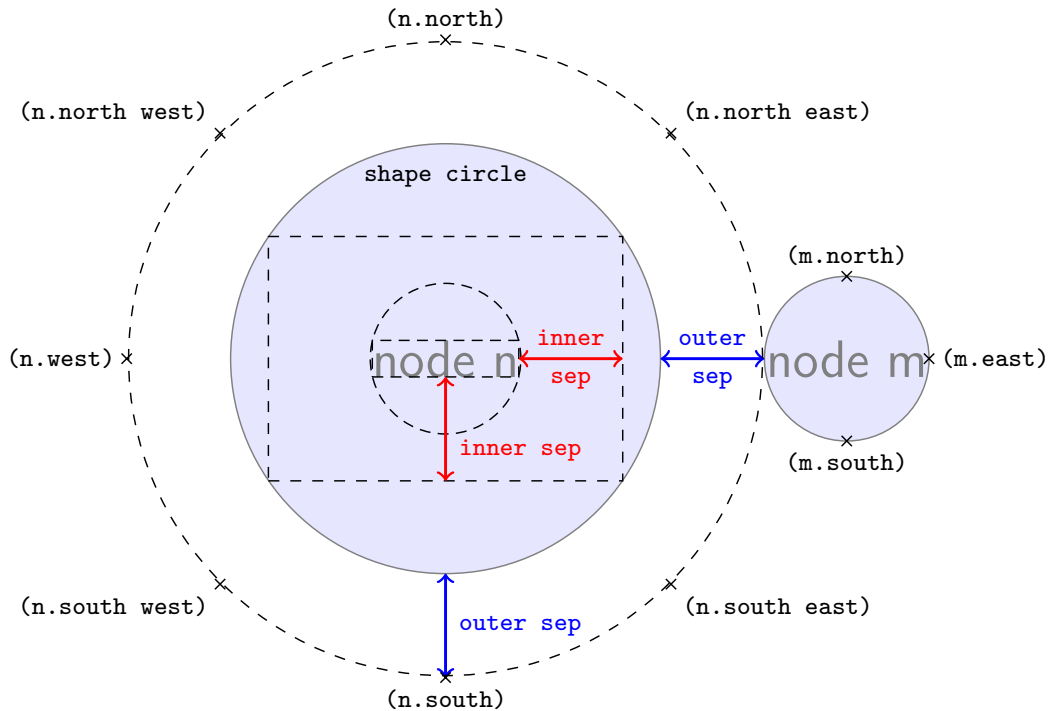 (n.north)
(n.north west)
(n.north east)
shape circle
(m.north)
inner
outer
(n.west)
node n
node m
(m.east)
sep
sep
inner sep
(m.south)
(n.south west)
(n.south east)
outer sep
(n.south)